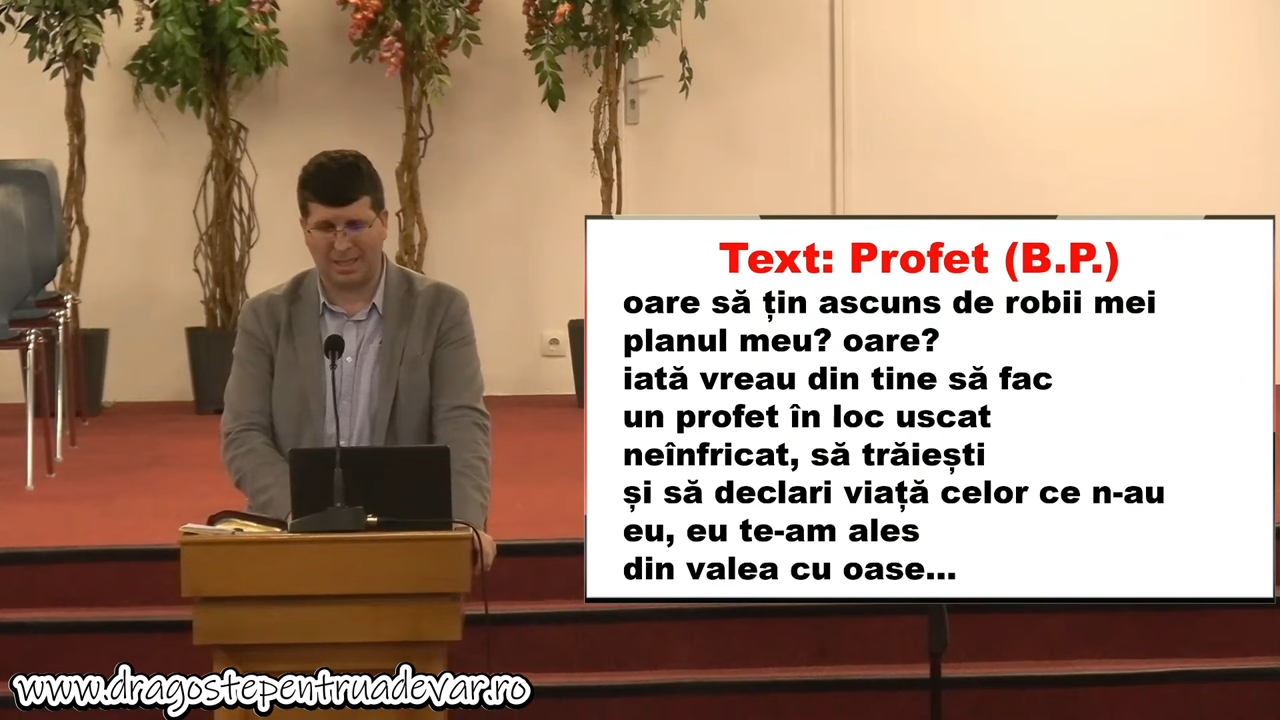 Text: Profet (B.P.)
oare să țin ascuns de robii mei
planul meu? oare?
iată vreau din tine să fac
un profet în loc uscat
neînfricat, să trăiești
și să declari viață celor ce n-au
eu, eu te-am ales
din valea cu oase...
www.dragostepentruadevar.ro